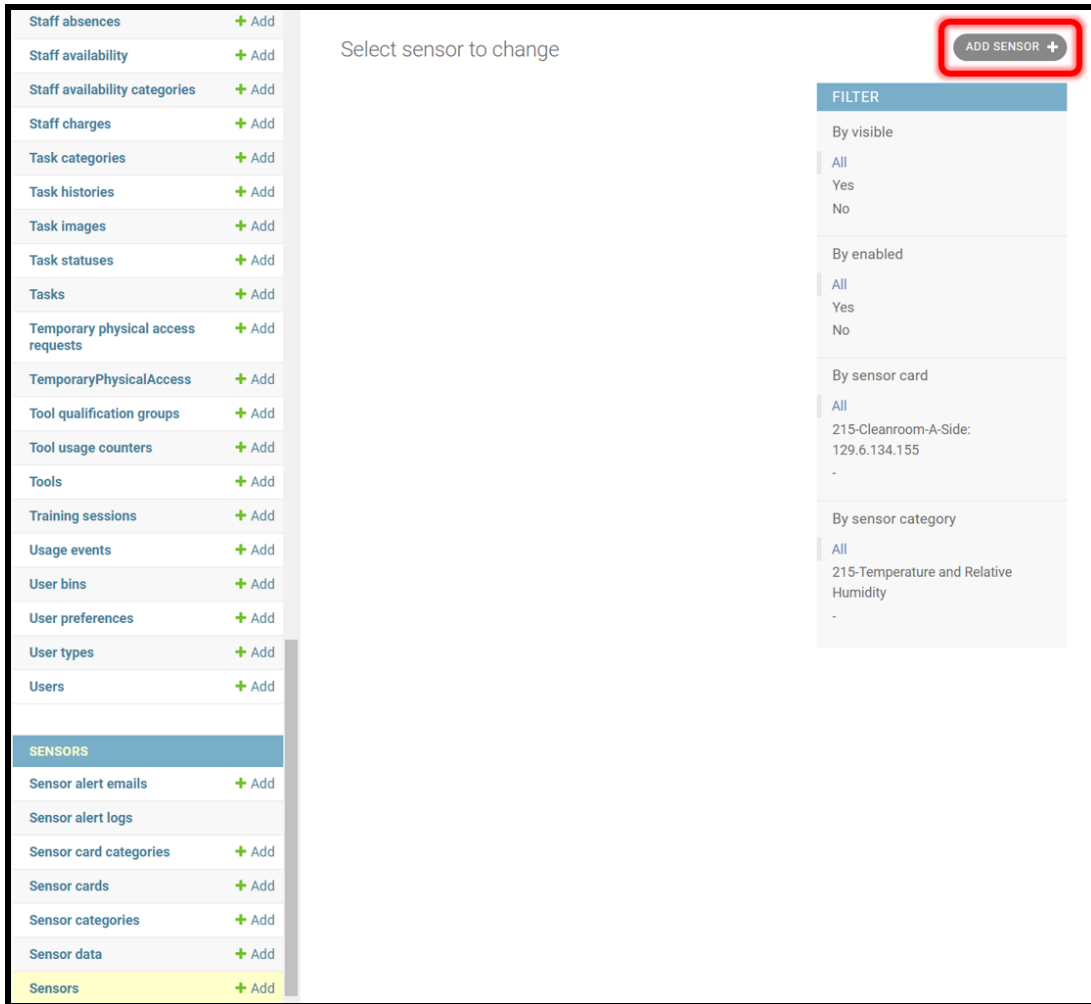 Staff absences + Add
Staff availability + Add
Staff availability categories + Add
Staff charges + Add
Task categories + Add
Task histories + Add
Task images + Add
Task statuses + Add
Tasks + Add
Temporary physical access + Add
requests
TemporaryPhysicalAccess + Add
Tool qualification groups + Add
Tool usage counters + Add
Tools + Add
Training sessions + Add
Usage events + Add
User bins + Add
User preferences + Add
User types + Add
Users + Add
SENSORS
Sensor alert emails + Add
Sensor alert logs
Sensor card categories + Add
Sensor cards + Add
Sensor categories + Add
Sensor data + Add
Sensors + Add
Select sensor to change
ADD SENSOR +
FILTER
By visible
All
Yes
No
By enabled
All
Yes
No
By sensor card
All
215-Cleanroom-A-Side:
129.6.134.155
-
By sensor category
All
215-Temperature and Relative
Humidity
-